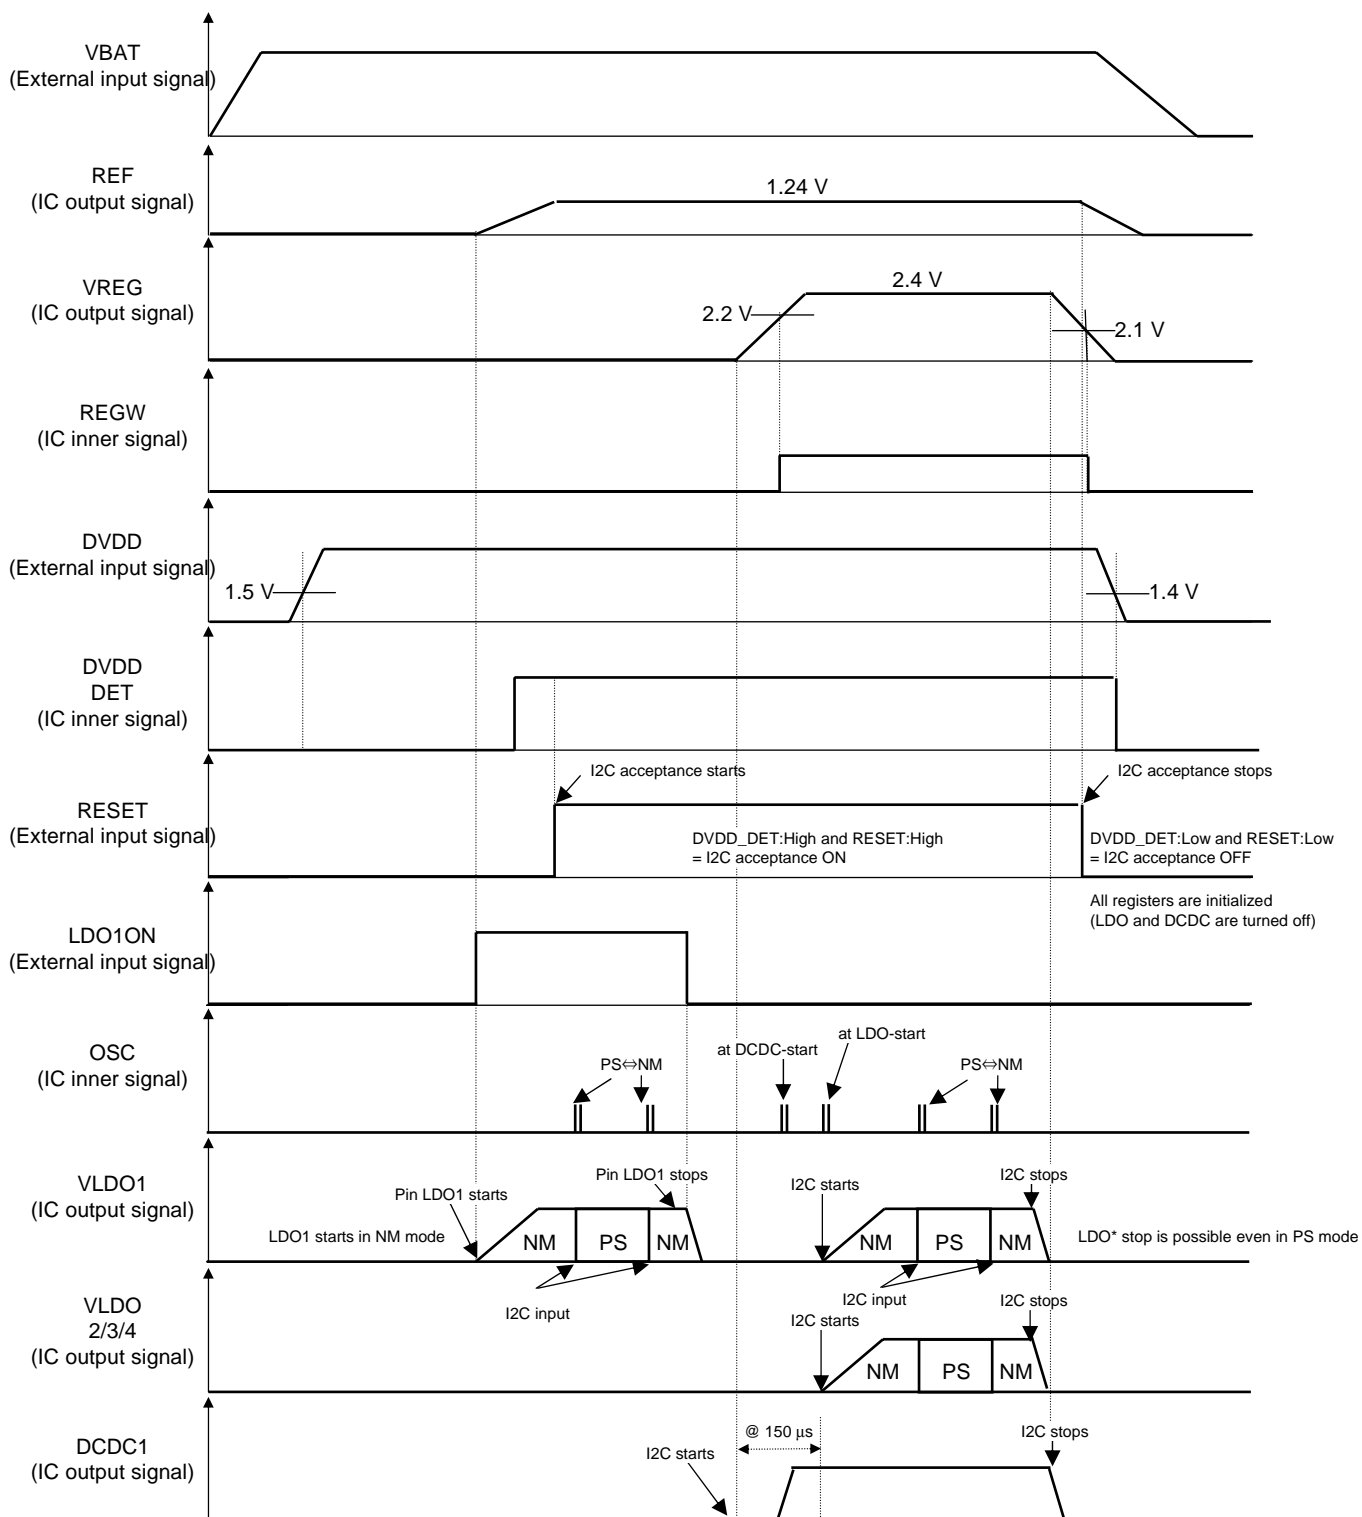 VBAT
(External input signal)
REF
(IC output signal)
1.24 V
VREG
(IC output signal)
2.4 V
2.2 V
2.1 V
REGW
(IC inner signal)
DVDD
(External input signal)
1.5 V
1.4 V
DVDD
DET
(IC inner signal)
I2C acceptance starts
I2C acceptance stops
RESET
(External input signal)
DVDD_DET:High and RESET:High
= I2C acceptance ON
DVDD_DET:Low and RESET:Low
= I2C acceptance OFF
All registers are initialized
(LDO and DCDC are turned off)
LDO1ON
(External input signal)
OSC
(IC inner signal)
PS⇔NM
at DCDC-start
at LDO-start
PS⇔NM
VLDO1
(IC output signal)
Pin LDO1 starts
Pin LDO1 stops
I2C starts
I2C stops
LDO1 starts in NM mode
NM
PS
NM
NM
PS
NM
LDO* stop is possible even in PS mode
I2C input
I2C input
VLDO
2/3/4
(IC output signal)
I2C starts
I2C stops
NM
PS
NM
DCDC1
(IC output signal)
I2C starts
@ 150 μs
I2C stops